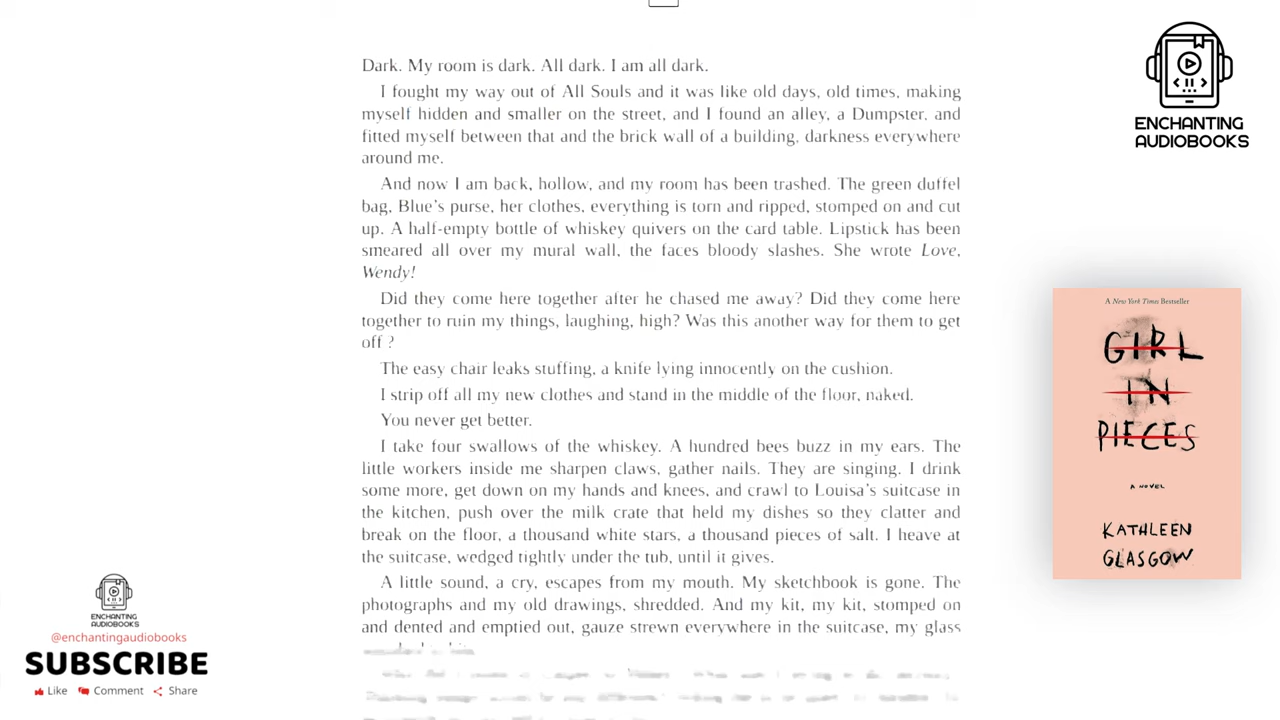 Dark. My room is dark. All dark. I am all dark.
I fought my way out of All Souls and it was like old days, old times, making
myself hidden and smaller on the street, and I found an alley, a Dumpster, and
fitted myself between that and the brick wall of a building, darkness everywhere
around me.
And now I am back, hollow, and my room has been trashed. The green duffel
bag, Blue's purse, her clothes, everything is torn and ripped, stomped on and cut
up. A half-empty bottle of whiskey quivers on the card table. Lipstick has been
smeared all over my mural wall, the faces bloody slashes. She wrote Love,
Wendy!
Did they come here together after he chased me away? Did they come here
together to ruin my things, laughing, high? Was this another way for them to get
off ?
The easy chair leaks stuffing, a knife lying innocently on the cushion.
I strip off all my new clothes and stand in the middle of the floor, naked.
You never get better.
I take four swallows of the whiskey. A hundred bees buzz in my ears. The
little workers inside me sharpen claws, gather nails. They are singing. I drink
some more, get down on my hands and knees, and crawl to Louisa's suitcase in
the kitchen, push over the milk crate that held my dishes so they clatter and
break on the floor, a thousand white stars, a thousand pieces of salt. I heave at
the suitcase, wedged tightly under the tub, until it gives.
A little sound, a cry, escapes from my mouth. My sketchbook is gone. The
photographs and my old drawings, shredded. And my kit, my kit, stomped on
and dented and emptied out, gauze strewn everywhere in the suitcase, my glass
ENCHANTING
AUDIOBOOKS
A New York Times Bestseller
GIRL
IN
PIECES
A NOVEL
KATHLEEN
GLASGOW
ENCHANTING
AUDIOBOOKS
@enchantingaudiobooks
SUBSCRIBE
Like Comment Share